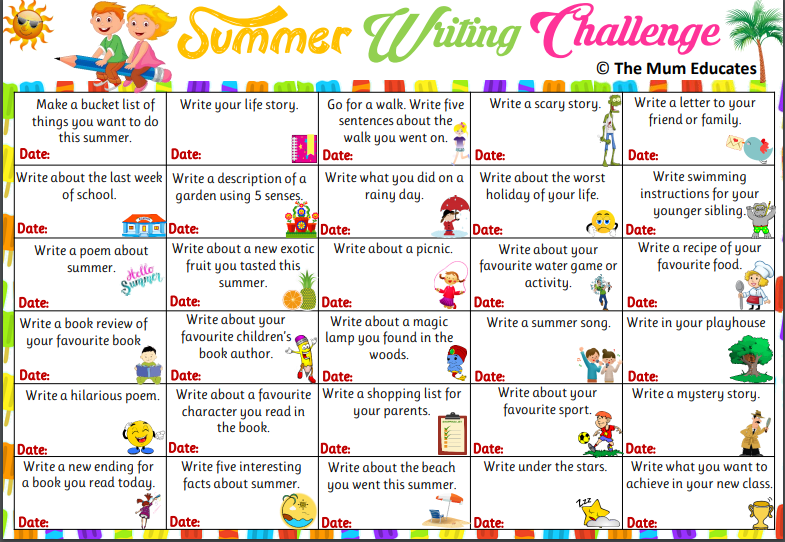 Summer Writing Challenge
© The Mum Educates
Make a bucket list of
things you want to do
this summer.
Date:
Write your life story.
Date:
Go for a walk. Write five
sentences about the
walk you went on.
Date:
Write a scary story.
Date:
Write a letter to your
friend or family.
Date:
Write about the last week
of school.
Date:
Write a description of a
garden using 5 senses.
Date:
Write what you did on a
rainy day.
Date:
Write about the worst
holiday of your life.
Date:
Write swimming
instructions for your
younger sibling.
Date:
Write a poem about
summer.
Hello
Summer
Date:
Write about a new exotic
fruit you tasted this
summer.
Date:
Write about a picnic.
Date:
Write about your
favourite water game or
activity.
Date:
Write a recipe of your
favourite food.
Date:
Write a book review of
your favourite book
Date:
Write about your
favourite children's
book author.
Date:
Write about a magic
lamp you found in the
woods.
Date:
Write a summer song.
Date:
Write in your playhouse
Date:
Write a hilarious poem.
Date:
Write about a favourite
character you read in
the book.
Date:
Write a shopping list for
your parents.
Date:
Write about your
favourite sport.
Date:
Write a mystery story.
Date:
Write a new ending for
a book you read today.
Date:
Write five interesting
facts about summer.
Date:
Write about the beach
you went this summer.
Date:
Write under the stars.
Zzz
Date:
Write what you want to
achieve in your new class.
Date: